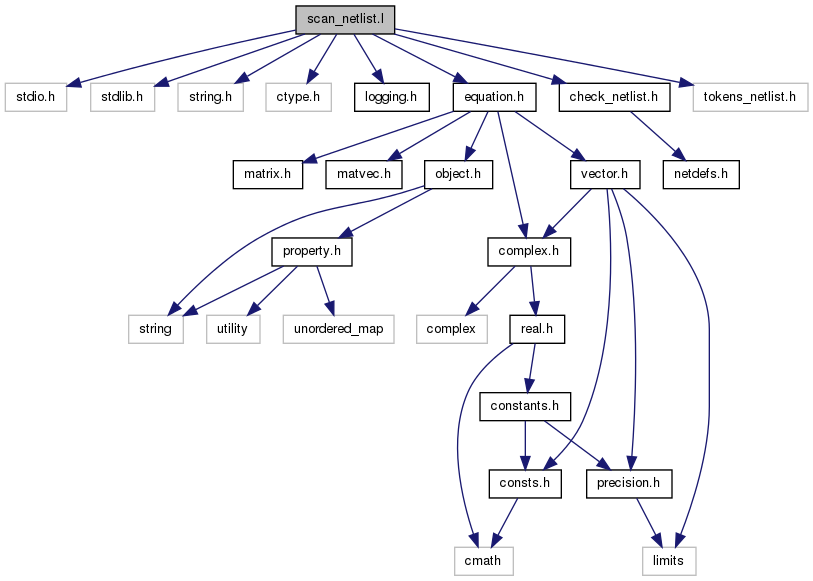 scan_netlist.l
stdio.h
stdlib.h
string.h
ctype.h
logging.h
equation.h
check_netlist.h
tokens_netlist.h
matrix.h
matvec.h
object.h
vector.h
netdefs.h
property.h
complex.h
string
utility
unordered_map
complex
real.h
constants.h
consts.h
precision.h
cmath
limits